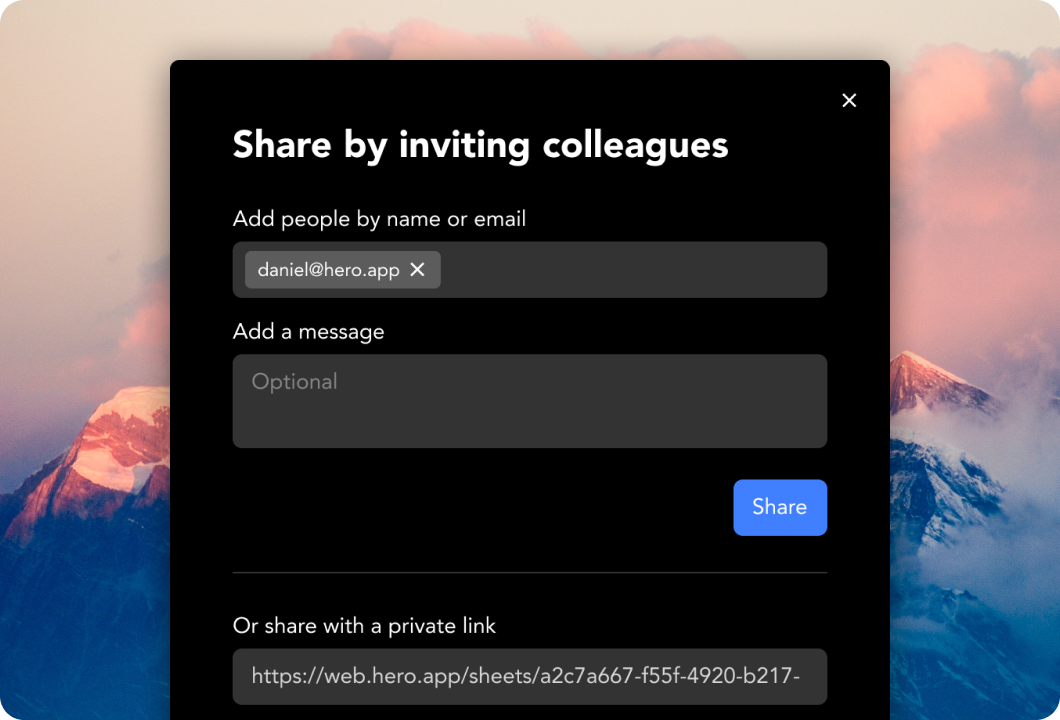 Share by inviting colleagues
Add people by name or email
daniel@hero.app
Add a message
Optional
Share
Or share with a private link
https://web.hero.app/sheets/a2c7a667-f55f-4920-b217-